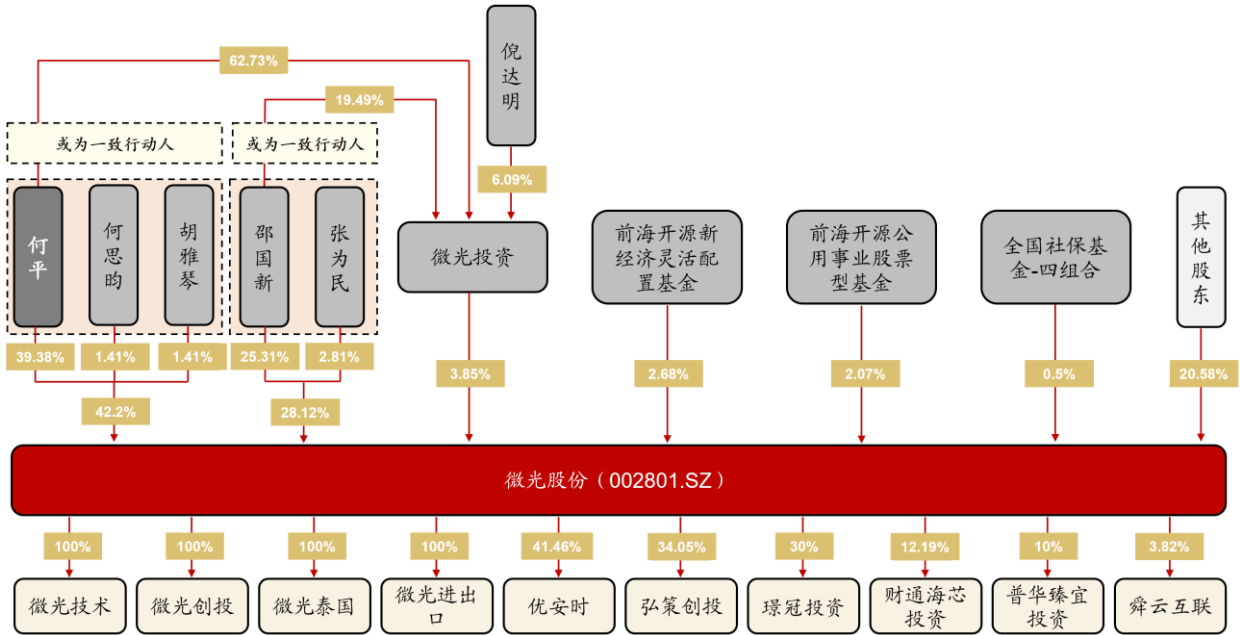 62.73%
倪达明
19.49%
或为一致行动人
或为一致行动人
6.09%
何平
何思昀
胡雅琴
邵国新
张为民
微光投资
前海开源新
经济灵活配
置基金
前海开源公
用事业股票
型基金
全国社保基
金-四组合
其他股东
39.38%
1.41%
1.41%
25.31%
2.81%
3.85%
2.68%
2.07%
0.5%
20.58%
42.2%
28.12%
微光股份（002801.SZ）
100%
100%
100%
100%
41.46%
34.05%
30%
12.19%
10%
3.82%
微光技术
微光创投
微光泰国
微光进出
口
优安时
弘策创投
璟冠投资
财通海芯
投资
普华臻宜
投资
舜云互联